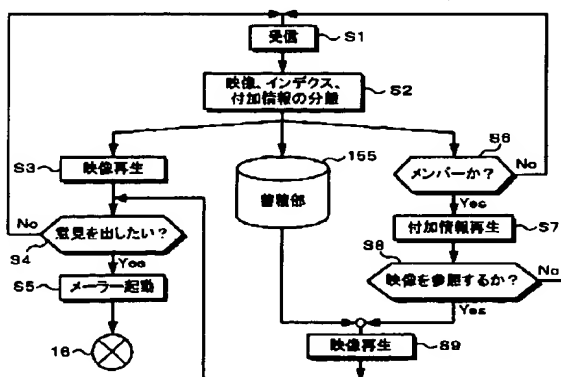 受信
S1
映像、インデクス、
付加情報の分離
S2
S3
映像再生
155
蓄積部
S6
メンバーか?
No
Yes
付加情報再生
S7
No
意見を出したい?
S4
Yes
S8
映像を参照するか?
No
Yes
S5
メーラー起動
16
映像再生
S9